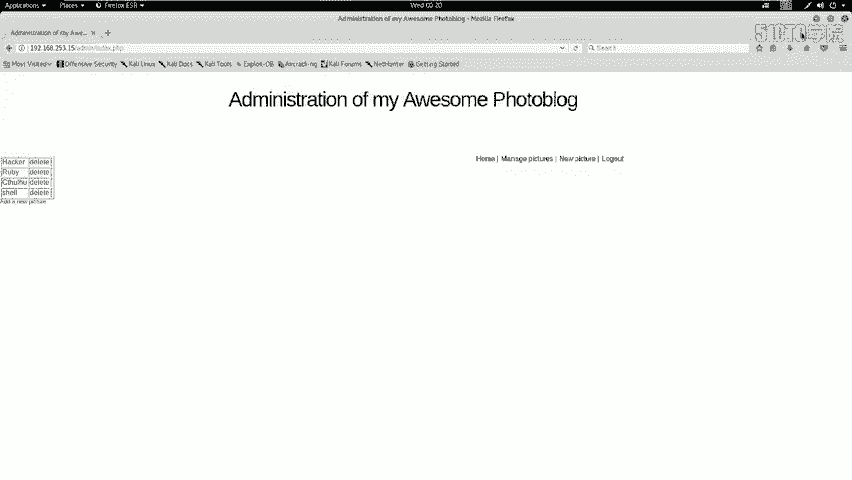 Applications Places Firefox ESR Wed 00:20
Administration of my Awesome Photoblog - Mozilla Firefox
Administration of my Awe...
192.168.253.15/admin/index.php Search
Most Visited Offensive Security Kali Linux Kali Docs Kali Tools Exploit-DB Aircrack-ng Kali Forums NetHunter Getting Started
Administration of my Awesome Photoblog
Home | Manage pictures | New picture | Logout
Hacker delete
Ruby delete
Cthulhu delete
shell delete
Add a new picture